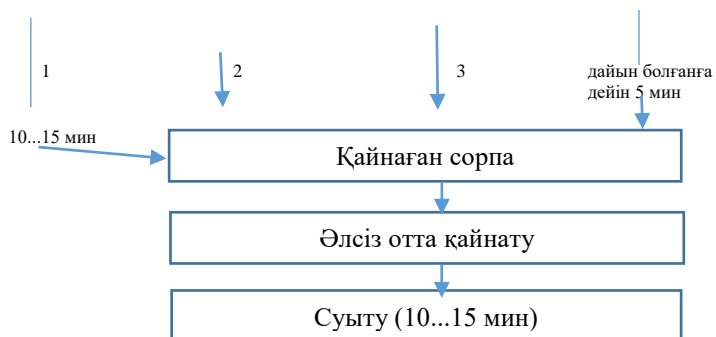 1
2
3
дайын болғанға
дейін 5 мин
10...15 мин
Қайнаған сорпа
Әлсіз отта қайнату
Суыту (10...15 мин)